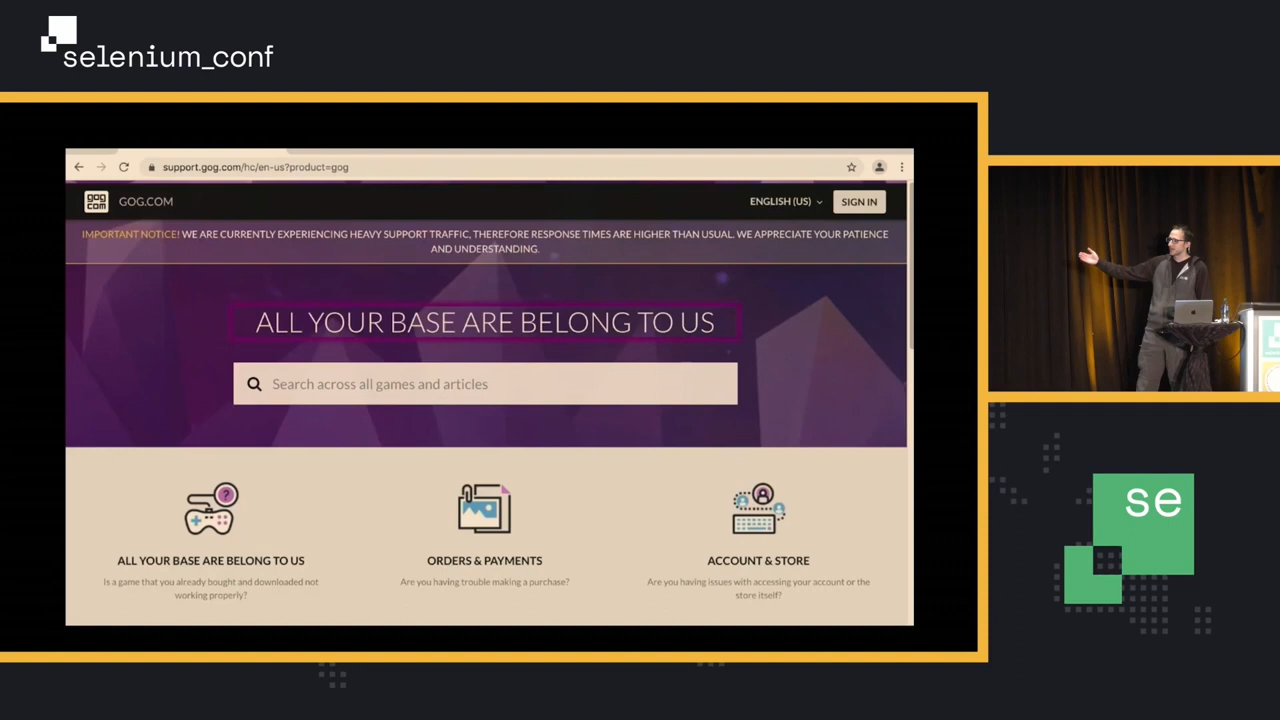 selenium_conf
support.gog.com/hc/en-us?product=gog
gog
com
GOG.COM
ENGLISH (US)
SIGN IN
IMPORTANT NOTICE! WE ARE CURRENTLY EXPERIENCING HEAVY SUPPORT TRAFFIC, THEREFORE RESPONSE TIMES ARE HIGHER THAN USUAL. WE APPRECIATE YOUR PATIENCE
AND UNDERSTANDING.
ALL YOUR BASE ARE BELONG TO US
Search across all games and articles
?
ALL YOUR BASE ARE BELONG TO US
Is a game that you already bought and downloaded not
working properly?
ORDERS & PAYMENTS
Are you having trouble making a purchase?
ACCOUNT & STORE
Are you having issues with accessing your account or the
store itself?
se